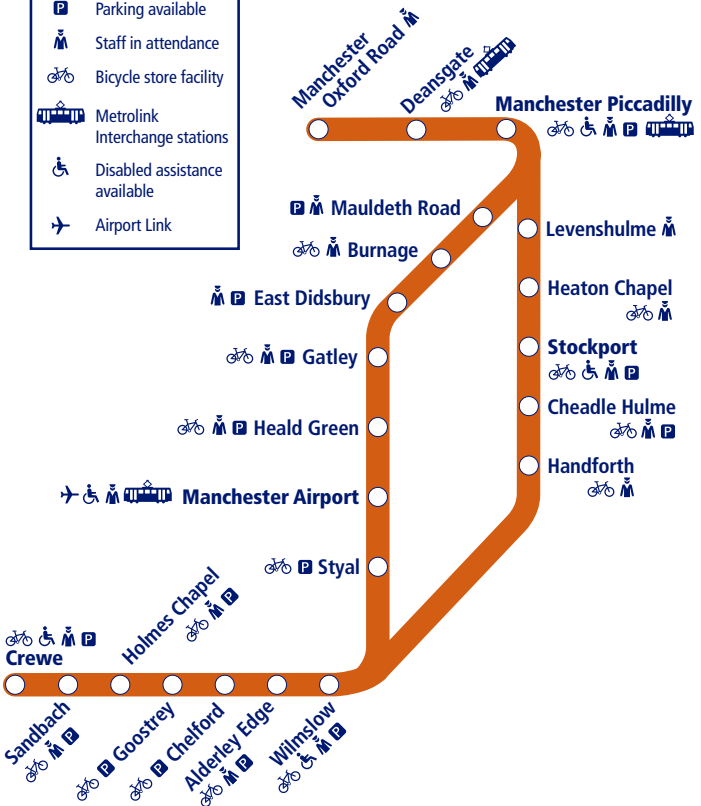 P Parking available
Staff in attendance
Bicycle store facility
Metrolink
Interchange stations
Disabled assistance
available
Airport Link
Manchester
Oxford Road
Deansgate
Manchester Piccadilly
P
P Mauldeth Road
Levenshulme
Burnage
Heaton Chapel
P East Didsbury
Stockport
P
P Gatley
Cheadle Hulme
P
P Heald Green
Handforth
Manchester Airport
P Styal
Holmes Chapel
P
P
Crewe
Sandbach
P
P Goostrey
P Chelford
Alderley Edge
P
Wilmslow
P